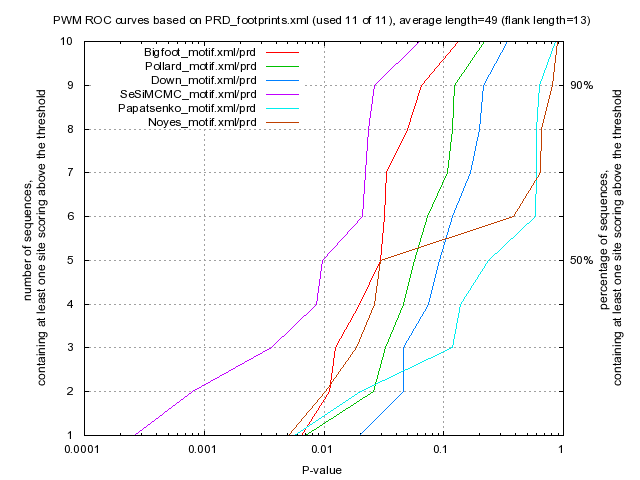 PWM ROC curves based on PRD_footprints.xml (used 11 of 11), average length=49 (flank length=13)
number of sequences,
containing at least one site scoring above the threshold
10
9
8
7
6
5
4
3
2
1
Bigfoot_motif.xml/prd
Pollard_motif.xml/prd
Down_motif.xml/prd
SeSiMCMC_motif.xml/prd
Papatsenko_motif.xml/prd
Noyes_motif.xml/prd
90%
50%
percentage of sequences,
containing at least one site scoring above the threshold
0.0001 0.001 0.01 0.1 1
P-value